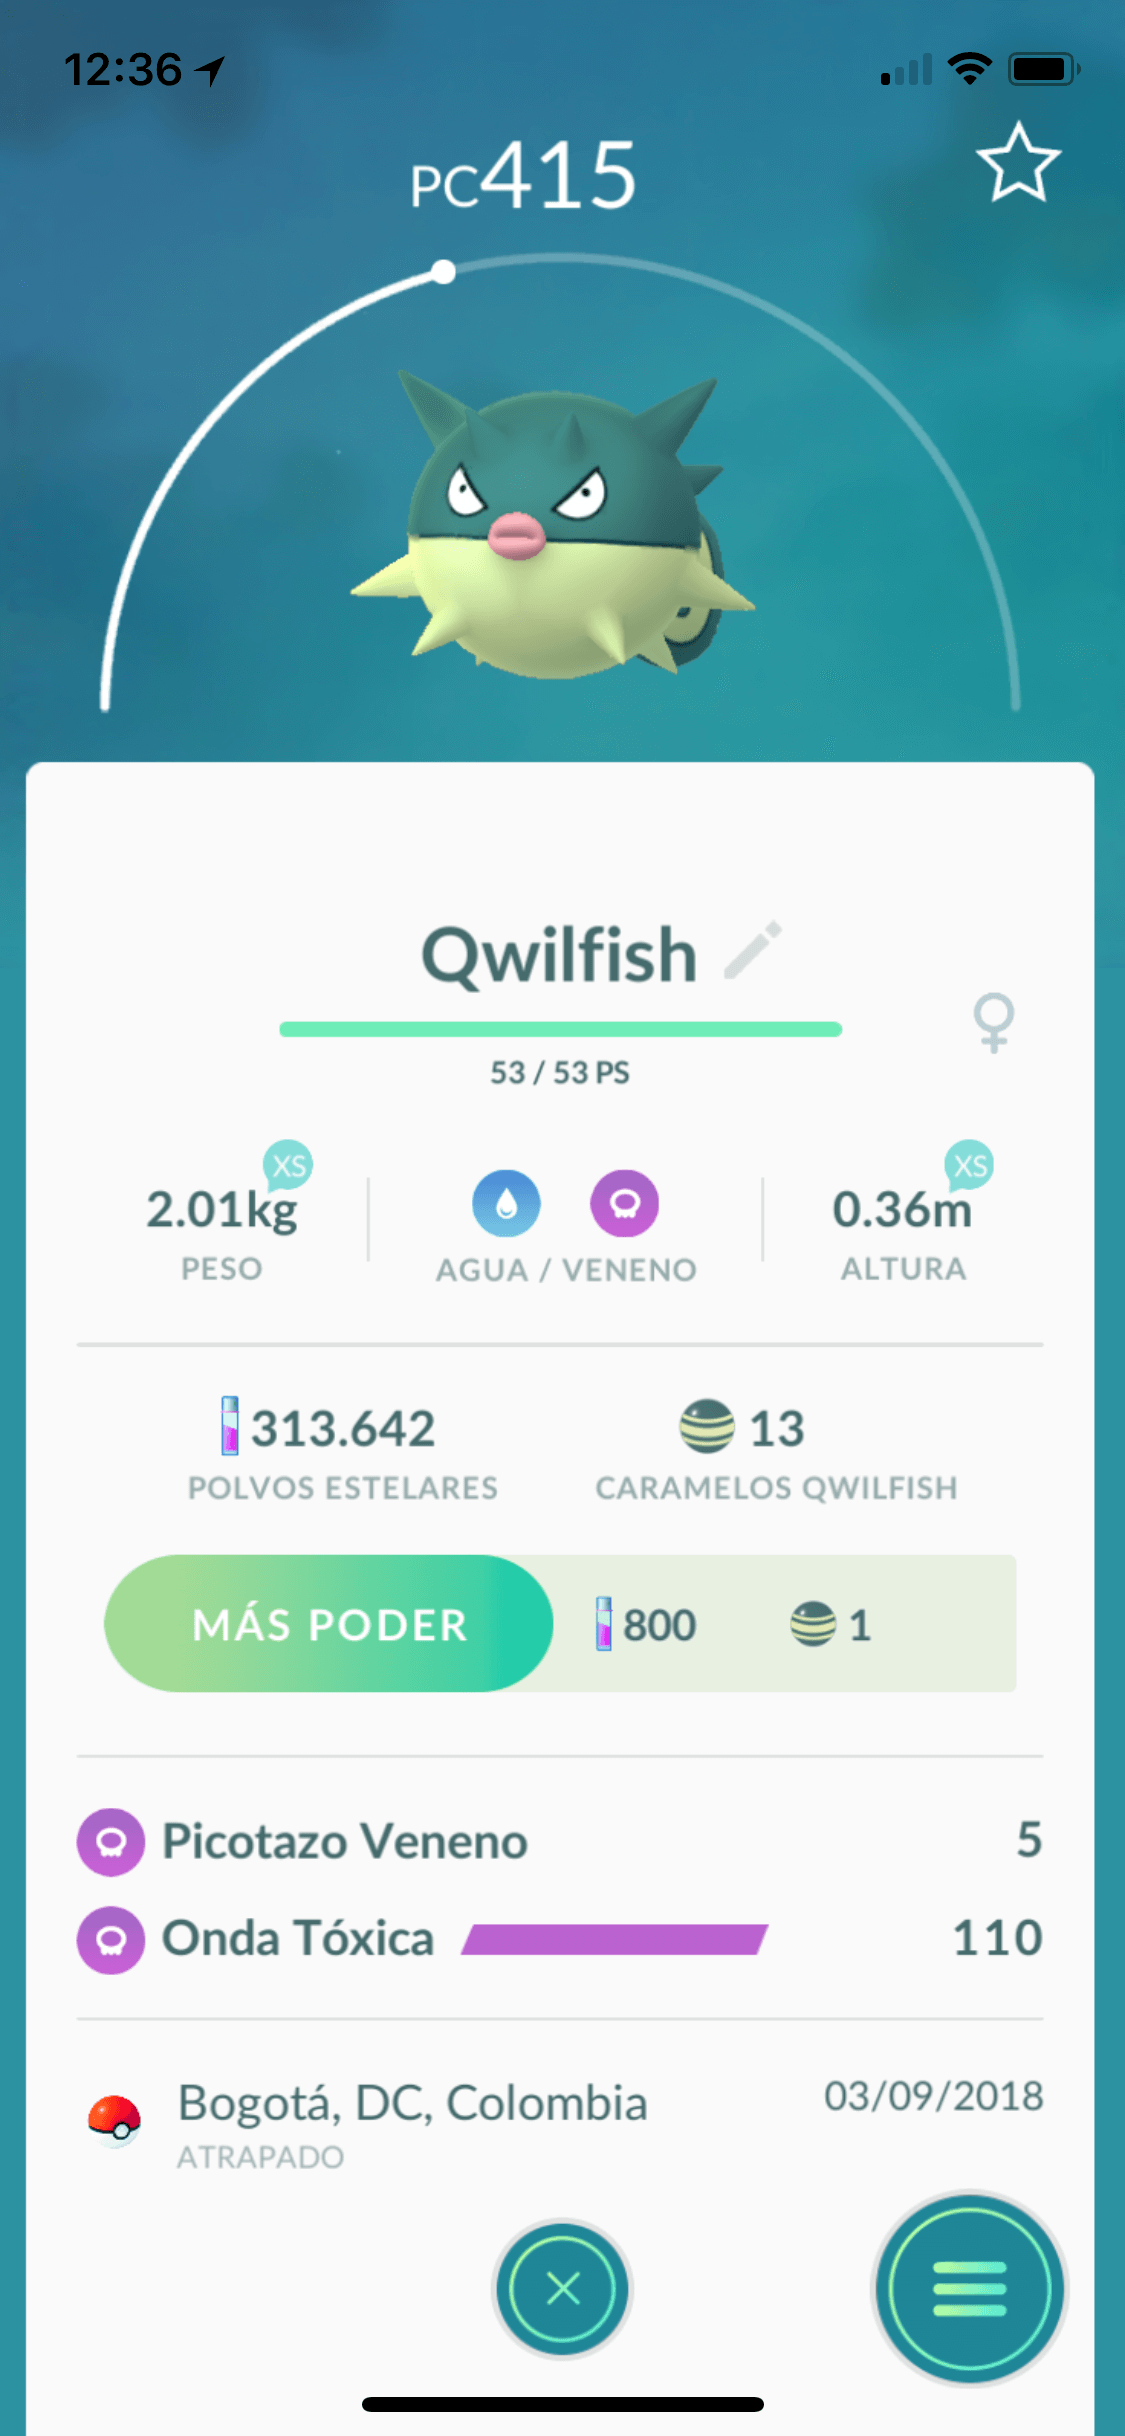 12:36
PC415
Qwilfish
53 / 53 PS
XS XS
2.01kg 0.36m
PESO AGUA / VENENO ALTURA
313.642 13
POLVOS ESTELARES CARAMELOS QWILFISH
MÁS PODER 800 1
Picotazo Veneno 5
Onda Tóxica 110
Bogotá, DC, Colombia 03/09/2018
ATRAPADO